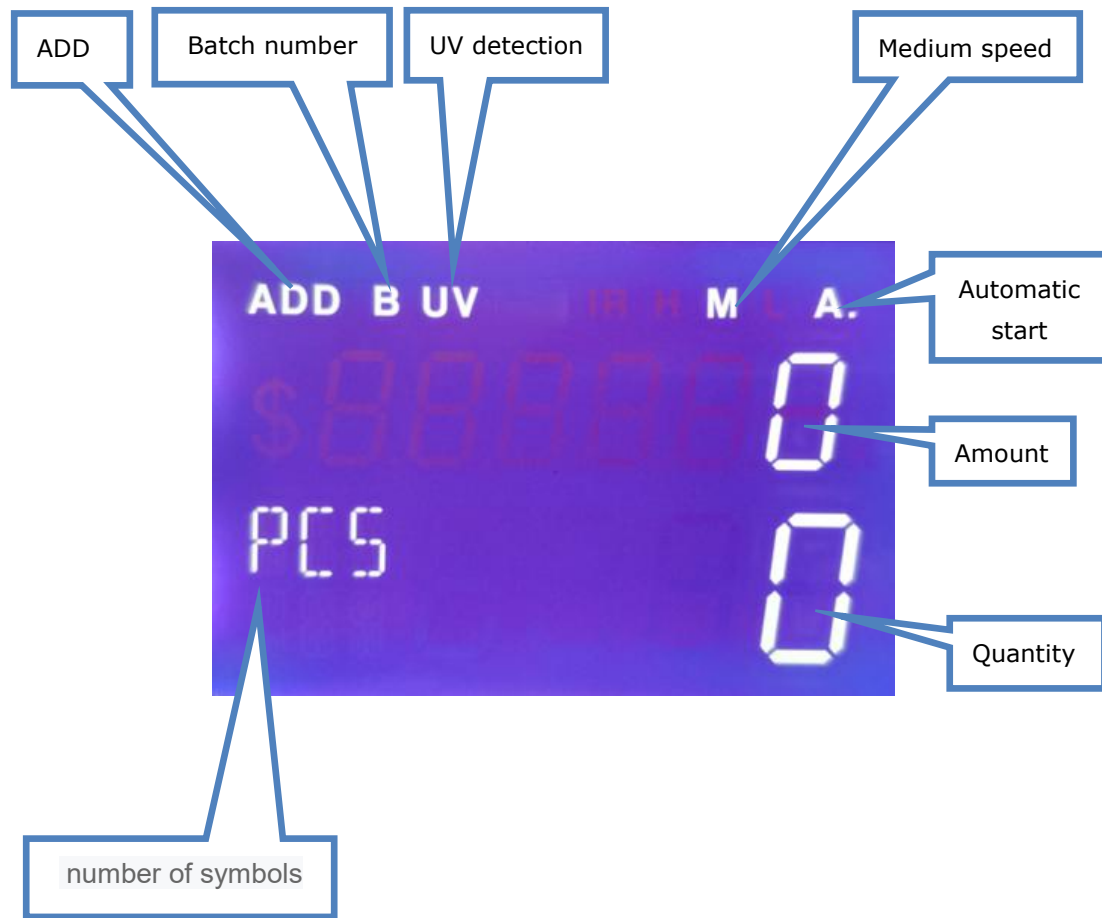 ADD
Batch number
UV detection
Medium speed
ADD B UV IR H M L A.
Automatic
start
$ 0
Amount
PCS
0
Quantity
number of symbols